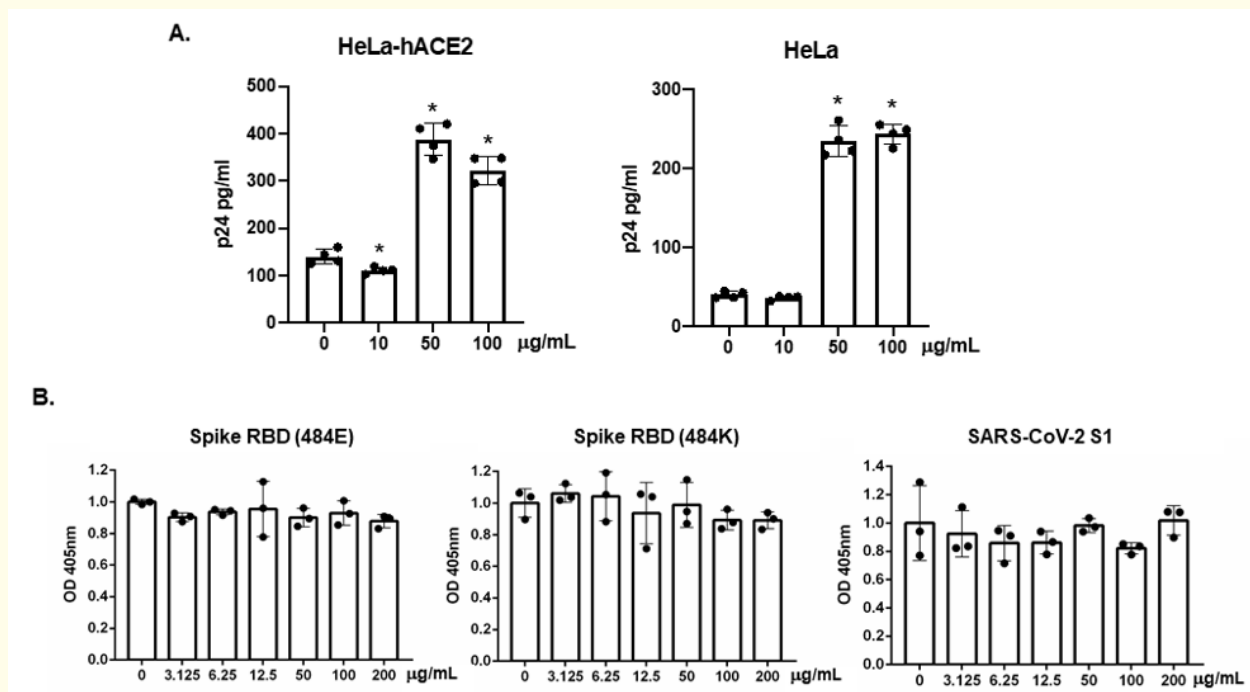 A.
HeLa-hACE2
HeLa
500
400
300
200
100
0
p24 pg/ml
0 10 50 100 µg/mL
* * *
300
200
100
0
p24 pg/ml
0 10 50 100 µg/mL
* *
B.
Spike RBD (484E)
Spike RBD (484K)
SARS-CoV-2 S1
1.2
1.0
0.8
0.6
0.4
0.2
0.0
OD 405nm
0 3.125 6.25 12.5 50 100 200 µg/mL
1.2
1.0
0.8
0.6
0.4
0.2
0.0
OD 405nm
0 3.125 6.25 12.5 50 100 200 µg/mL
1.4
1.2
1.0
0.8
0.6
0.4
0.2
0.0
OD 405nm
0 3.125 6.25 12.5 50 100 200 µg/mL